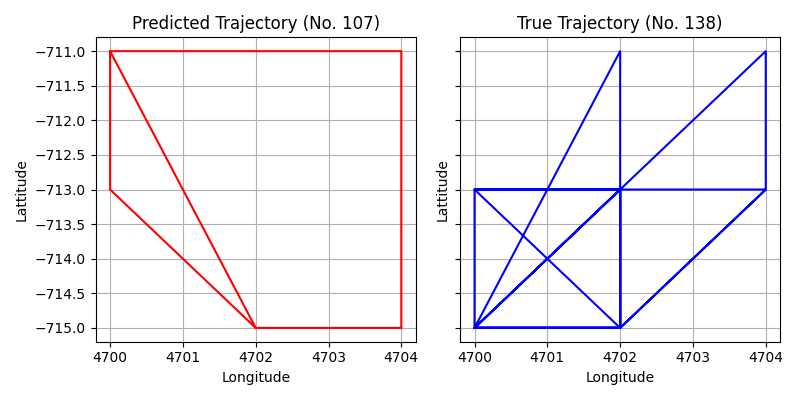 Predicted Trajectory (No. 107)
True Trajectory (No. 138)
−711.0
−711.5
−712.0
−712.5
−713.0
−713.5
−714.0
−714.5
−715.0
Lattitude
Lattitude
4700 4701 4702 4703 4704
4700 4701 4702 4703 4704
Longitude
Longitude